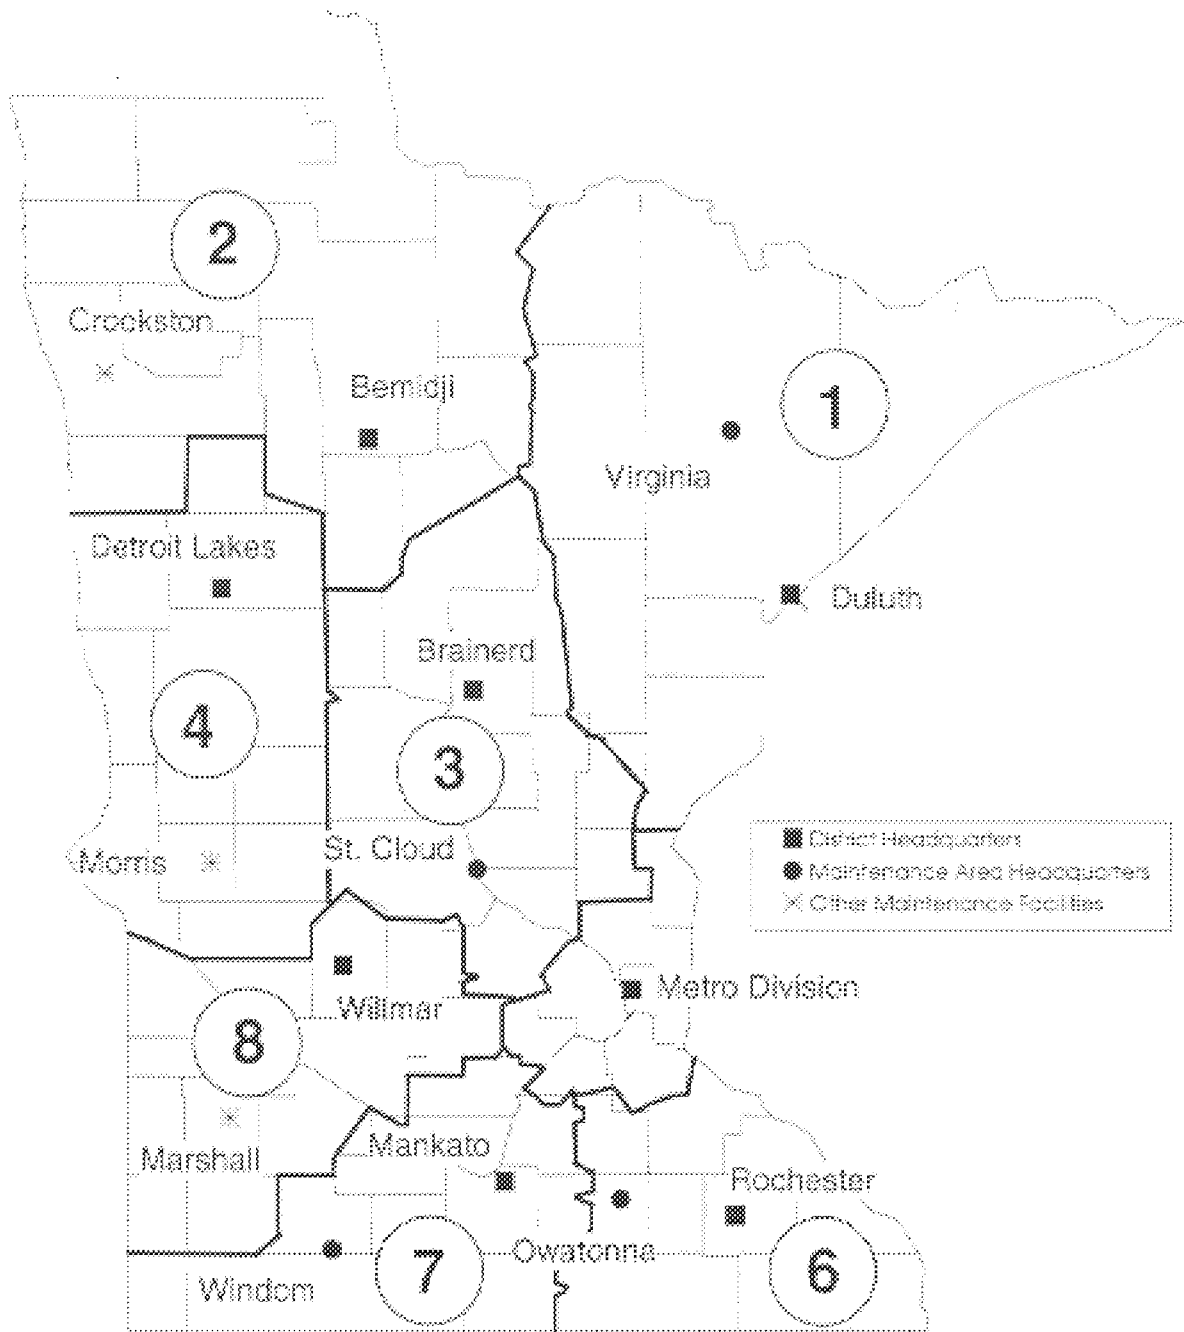 2
Crookston
Bemidji
1
Virginia
Detroit Lakes
Duluth
Brainerd
4
3
District Headquarters
St. Cloud
Morris
Maintenance Area Headquarters
Other Maintenance Facilities
Metro Division
Willmar
8
Mankato
Marshall
Rochester
Owatonna
7
6
Windom